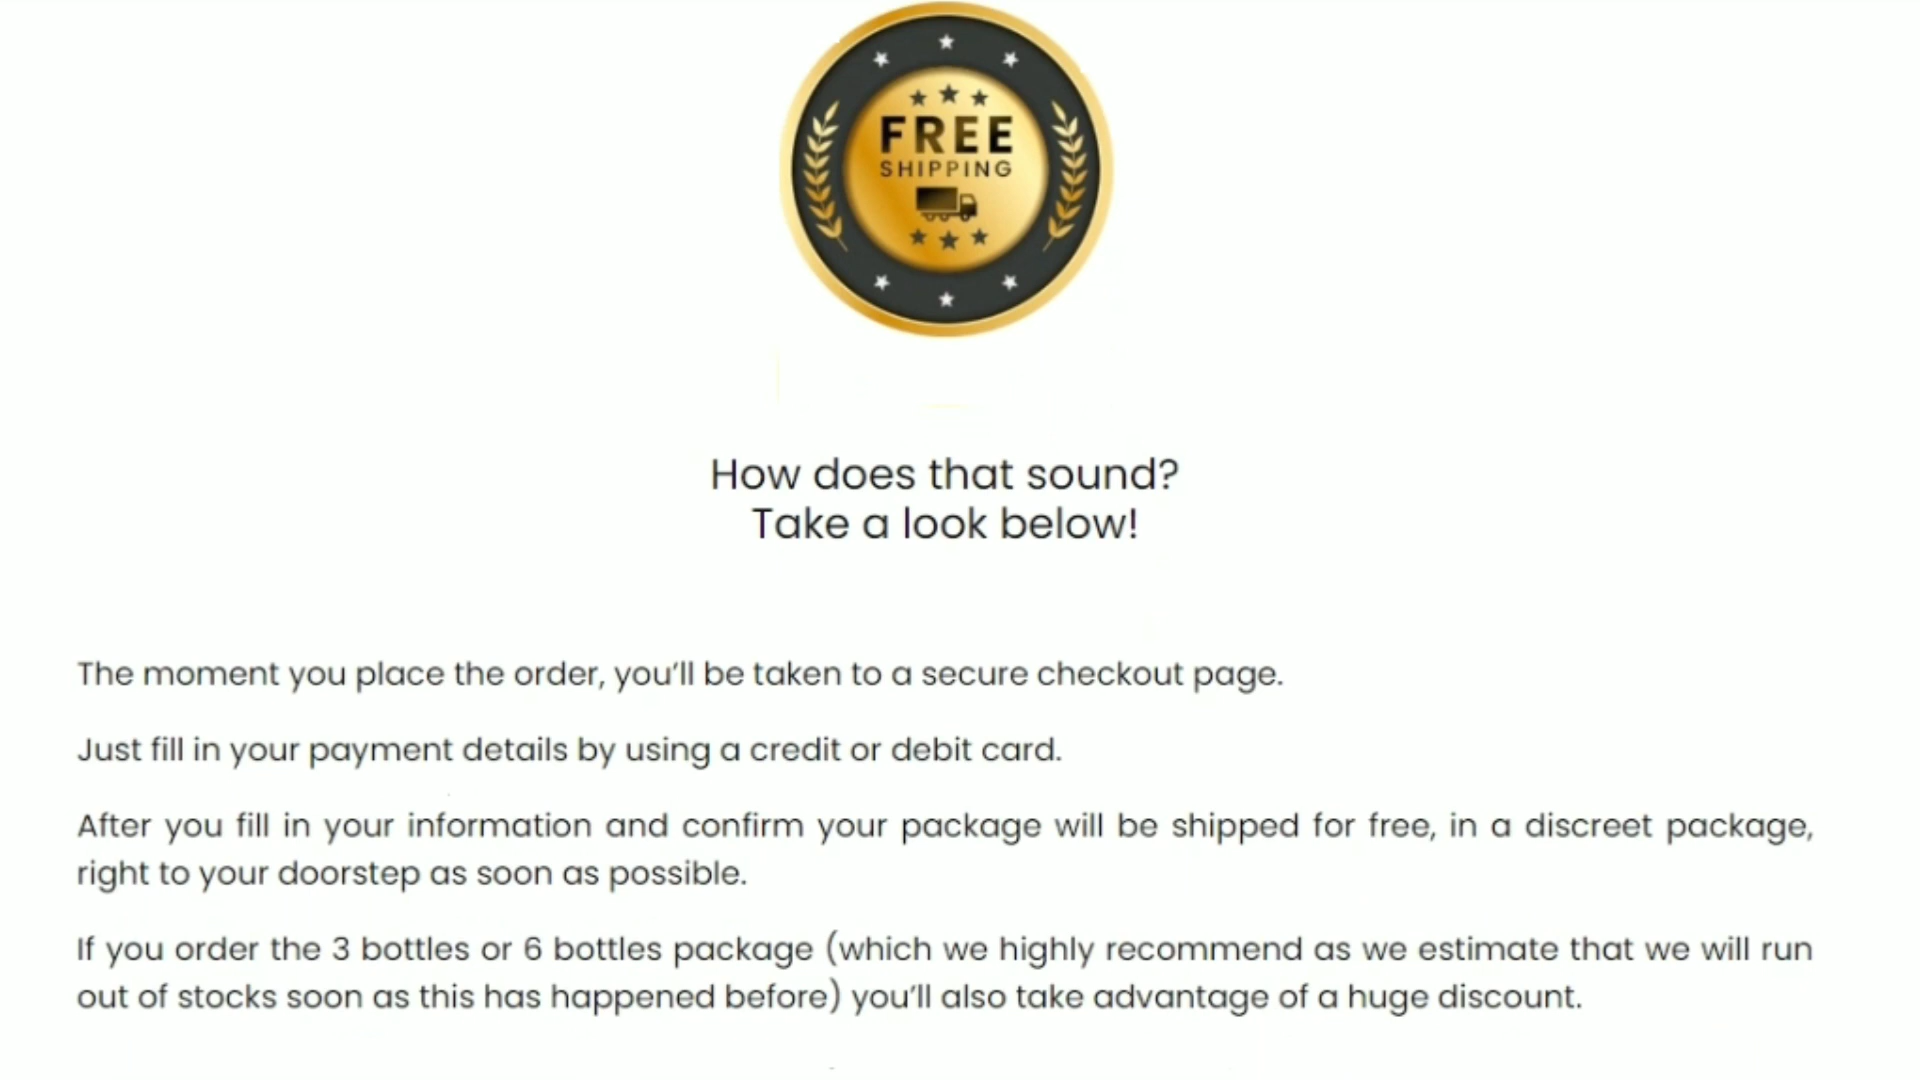 FREE
SHIPPING
How does that sound?
Take a look below!
The moment you place the order, you’ll be taken to a secure checkout page.
Just fill in your payment details by using a credit or debit card.
After you fill in your information and confirm your package will be shipped for free, in a discreet package,
right to your doorstep as soon as possible.
If you order the 3 bottles or 6 bottles package (which we highly recommend as we estimate that we will run
out of stocks soon as this has happened before) you’ll also take advantage of a huge discount.